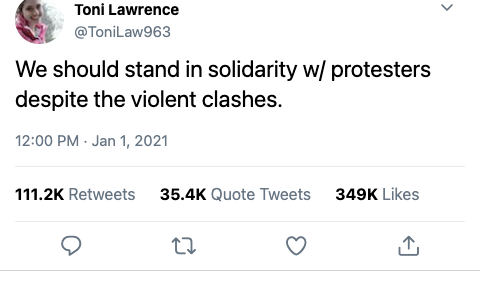 Toni Lawrence
@ToniLaw963
We should stand in solidarity w/ protesters
despite the violent clashes.
12:00 PM · Jan 1, 2021
111.2K Retweets 35.4K Quote Tweets 349K Likes